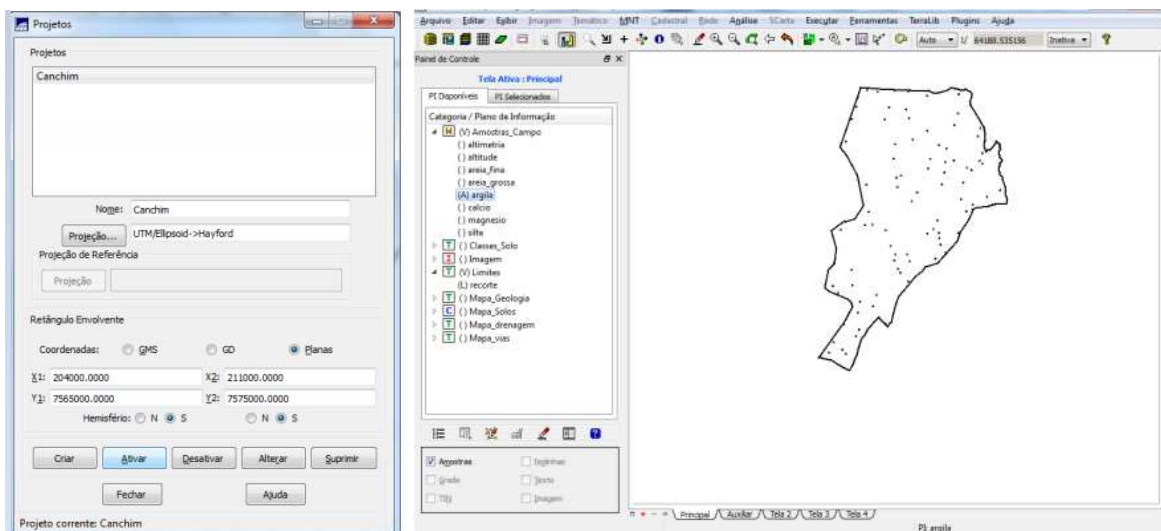 Projetos
Projetos
Canchim
Nome: Canchim
Projeção... UTM/Ellipsoid->Hayford
Projeção de Referência
Projeção
Retângulo Envolvente
Coordenadas: GMS GD Planas
X1: 204000.0000 X2: 211000.0000
Y1: 7565000.0000 Y2: 7575000.0000
Hemisfério: N S N S
Criar Ativar Desativar Alterar Suprimir
Fechar Ajuda
Projeto corrente: Canchim
Arquivo Editar Exibir Imagem Temático MNT Cadastral Rede Análise SCarta Executar Ferramentas TerraLib Plugins Ajuda
Auto 1/ 64188.535156 Inativa
Painel de Controle
Tela Ativa : Principal
PI Disponíveis PI Selecionados
Categoria / Plano de Informação
M (V) Amostras_Campo
() altimetria
() altitude
() areia_fina
() areia_grossa
(A) argila
() calcio
() magnesio
() silte
T () Classes_Solo
I () Imagem
T (V) Limites
(L) recorte
T () Mapa_Geologia
C () Mapa_Solos
T () Mapa_drenagem
T () Mapa_vias
Amostras
Grade Texto
TIN Imagem
Principal Auxiliar Tela 2 Tela 3 Tela 4
PI: argila